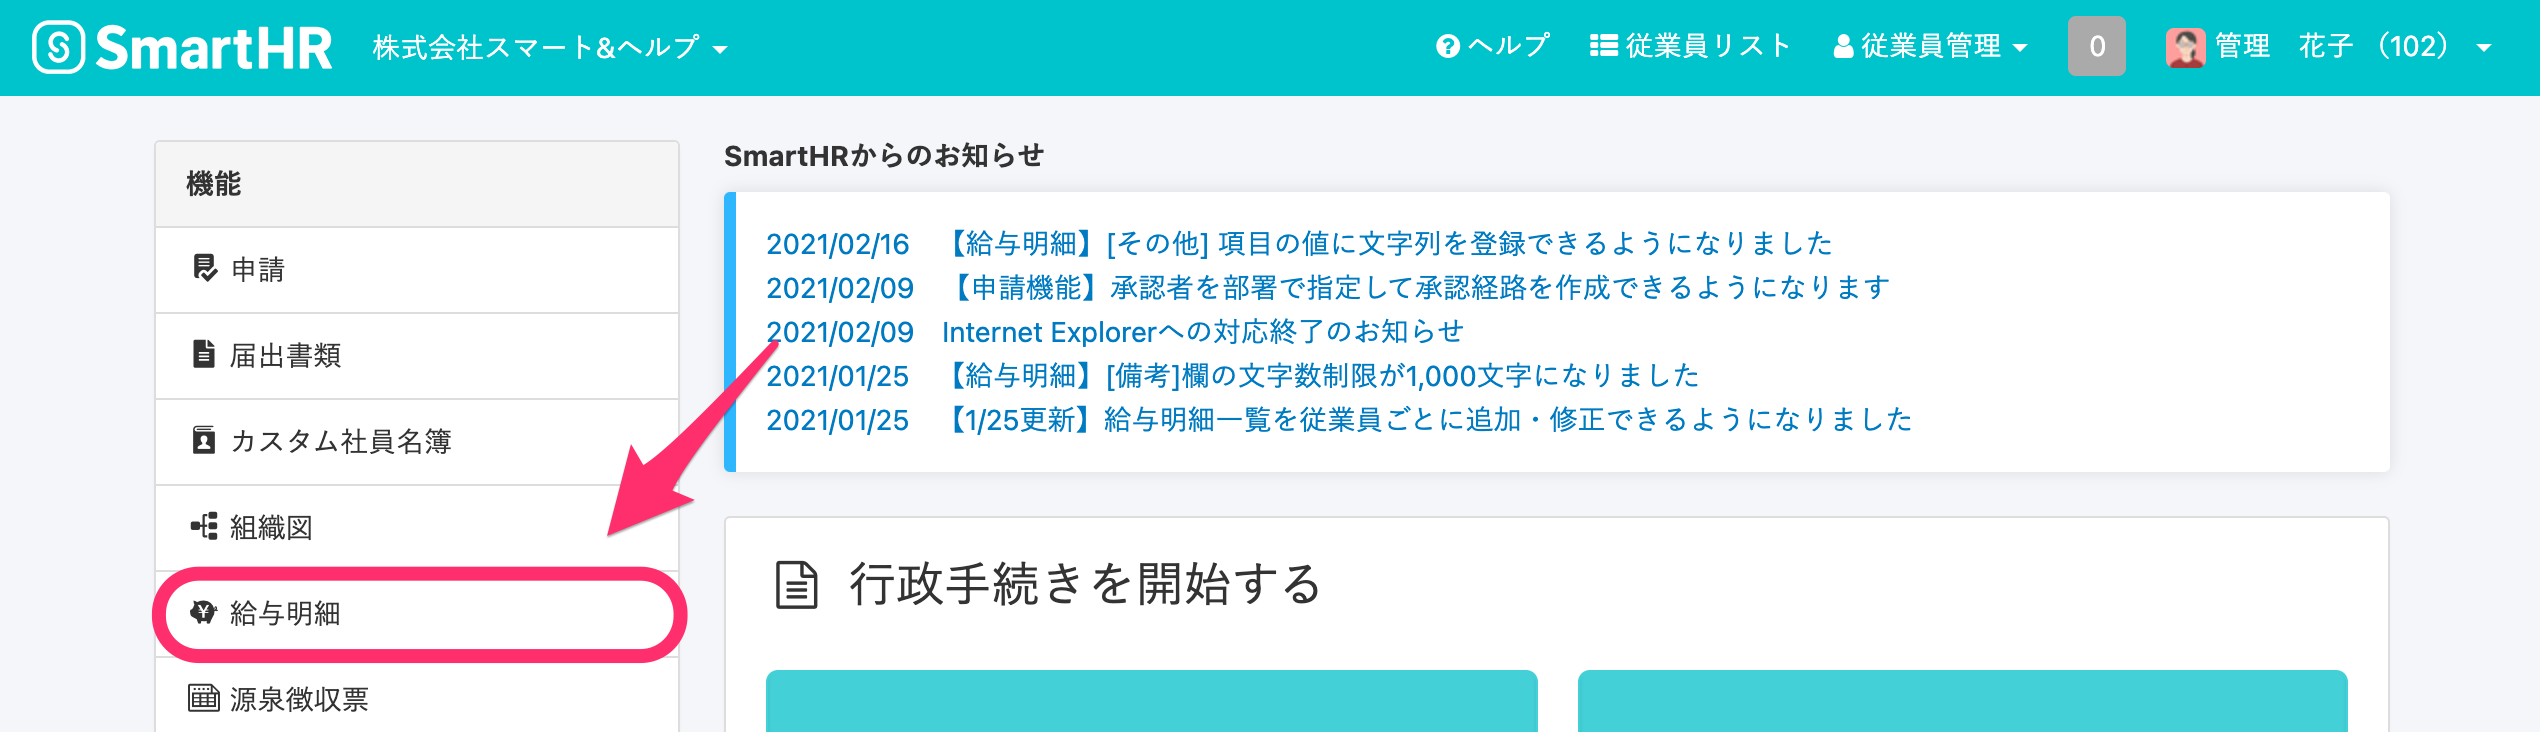 SmartHR 株式会社スマート&ヘルプ ヘルプ 従業員リスト 従業員管理 0 管理 花子 （102）
機能
申請
届出書類
カスタム社員名簿
組織図
給与明細
源泉徴収票
SmartHRからのお知らせ
2021/02/16 【給与明細】[その他] 項目の値に文字列を登録できるようになりました
2021/02/09 【申請機能】承認者を部署で指定して承認経路を作成できるようになります
2021/02/09 Internet Explorerへの対応終了のお知らせ
2021/01/25 【給与明細】[備考]欄の文字数制限が1,000文字になりました
2021/01/25 【1/25更新】給与明細一覧を従業員ごとに追加・修正できるようになりました
行政手続きを開始する